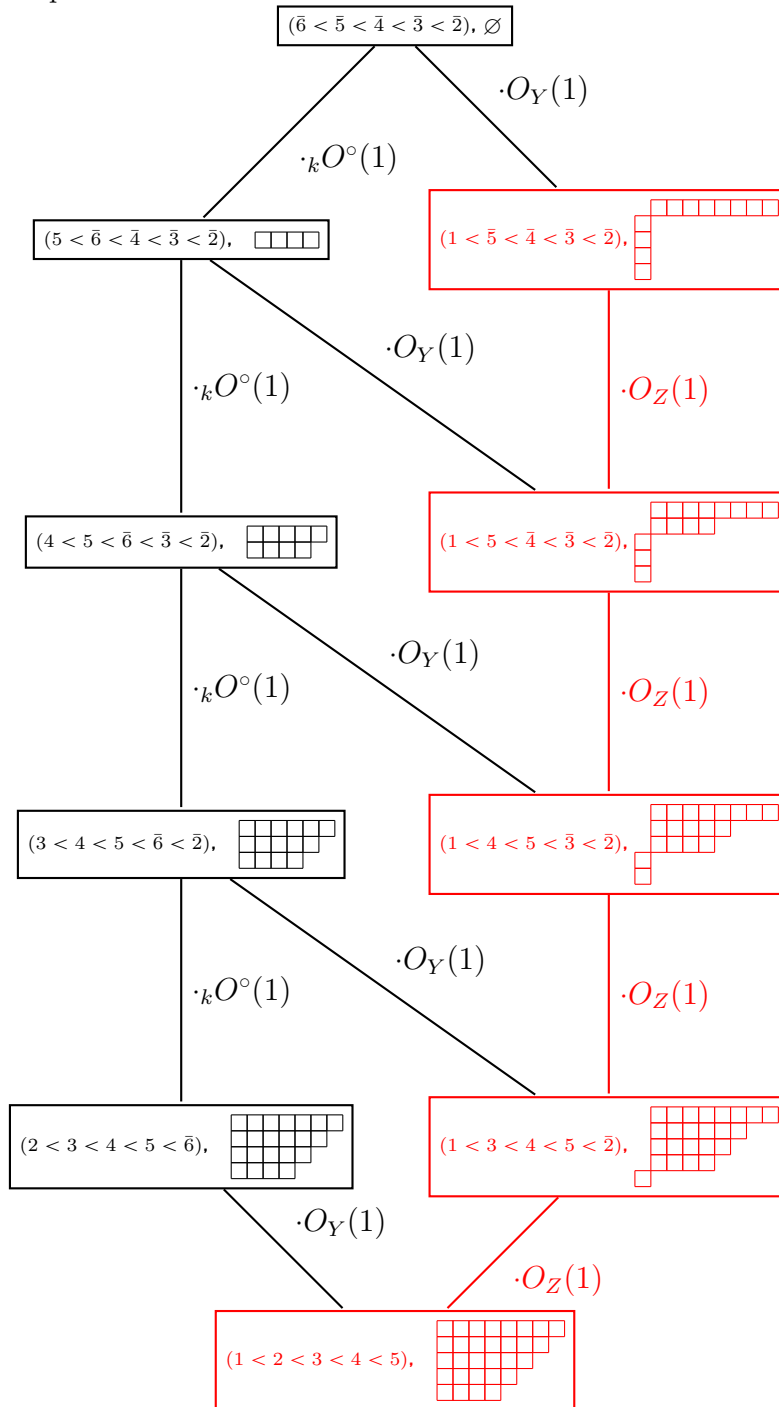 (6̄ < 5̄ < 4̄ < 3̄ < 2̄), ∅
·O_Y(1)
·_kO°(1)
(5 < 6̄ < 4̄ < 3̄ < 2̄),
(1 < 5̄ < 4̄ < 3̄ < 2̄),
·O_Y(1)
·_kO°(1)
·O_Z(1)
(4 < 5 < 6̄ < 3̄ < 2̄),
(1 < 5 < 4̄ < 3̄ < 2̄),
·O_Y(1)
·_kO°(1)
·O_Z(1)
(3 < 4 < 5 < 6̄ < 2̄),
(1 < 4 < 5 < 3̄ < 2̄),
·O_Y(1)
·_kO°(1)
·O_Z(1)
(2 < 3 < 4 < 5 < 6̄),
(1 < 3 < 4 < 5 < 2̄),
·O_Y(1)
·O_Z(1)
(1 < 2 < 3 < 4 < 5),